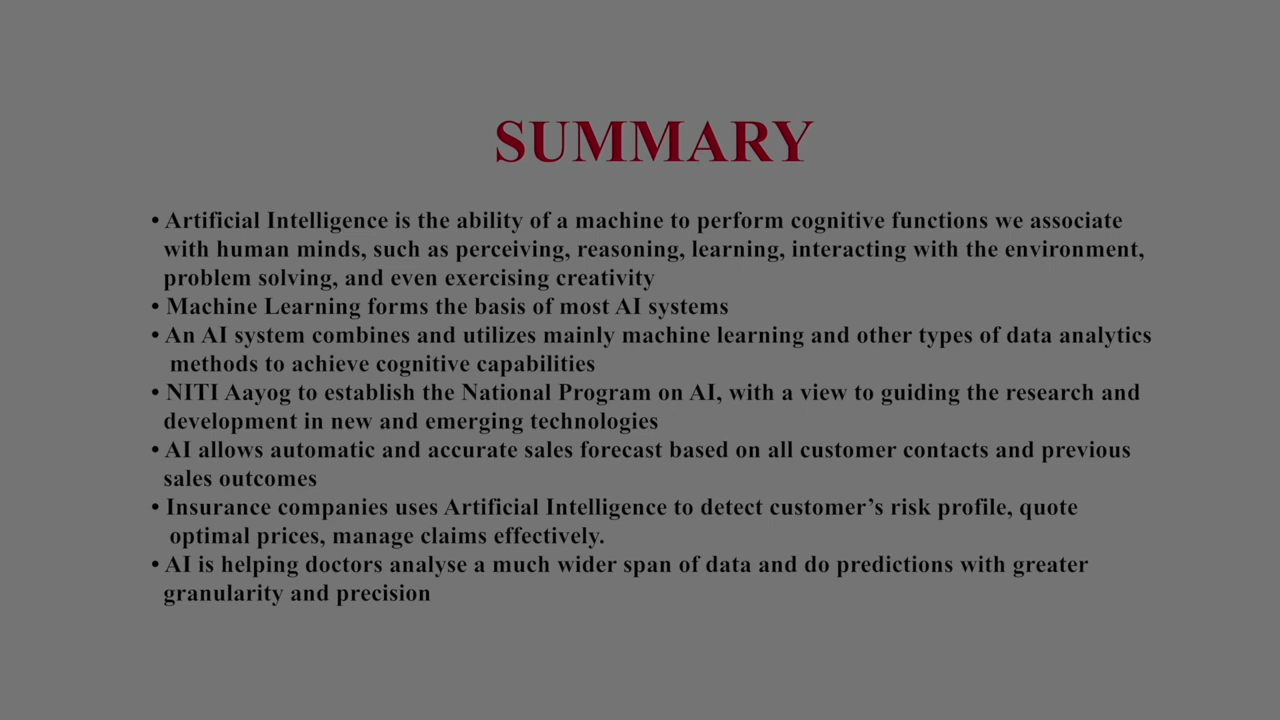 SUMMARY
• Artificial Intelligence is the ability of a machine to perform cognitive functions we associate
with human minds, such as perceiving, reasoning, learning, interacting with the environment,
problem solving, and even exercising creativity
• Machine Learning forms the basis of most AI systems
• An AI system combines and utilizes mainly machine learning and other types of data analytics
methods to achieve cognitive capabilities
• NITI Aayog to establish the National Program on AI, with a view to guiding the research and
development in new and emerging technologies
• AI allows automatic and accurate sales forecast based on all customer contacts and previous
sales outcomes
• Insurance companies uses Artificial Intelligence to detect customer’s risk profile, quote
optimal prices, manage claims effectively.
• AI is helping doctors analyse a much wider span of data and do predictions with greater
granularity and precision